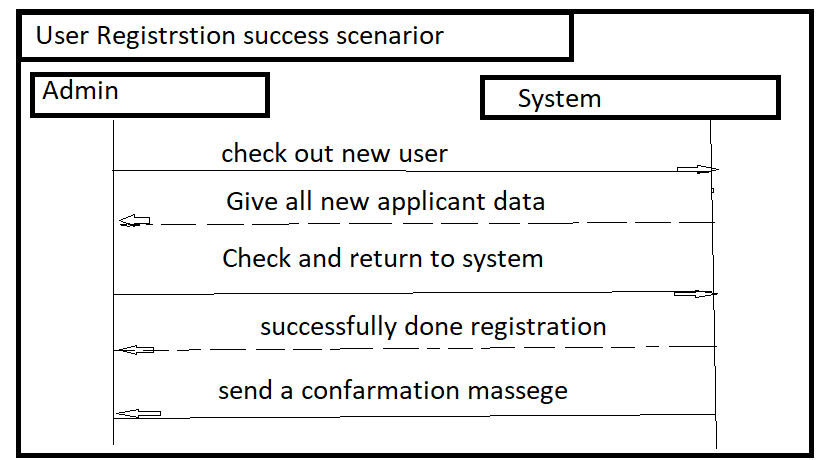 User Registrstion success scenarior
Admin
System
check out new user
Give all new applicant data
Check and return to system
successfully done registration
send a confarmation massege